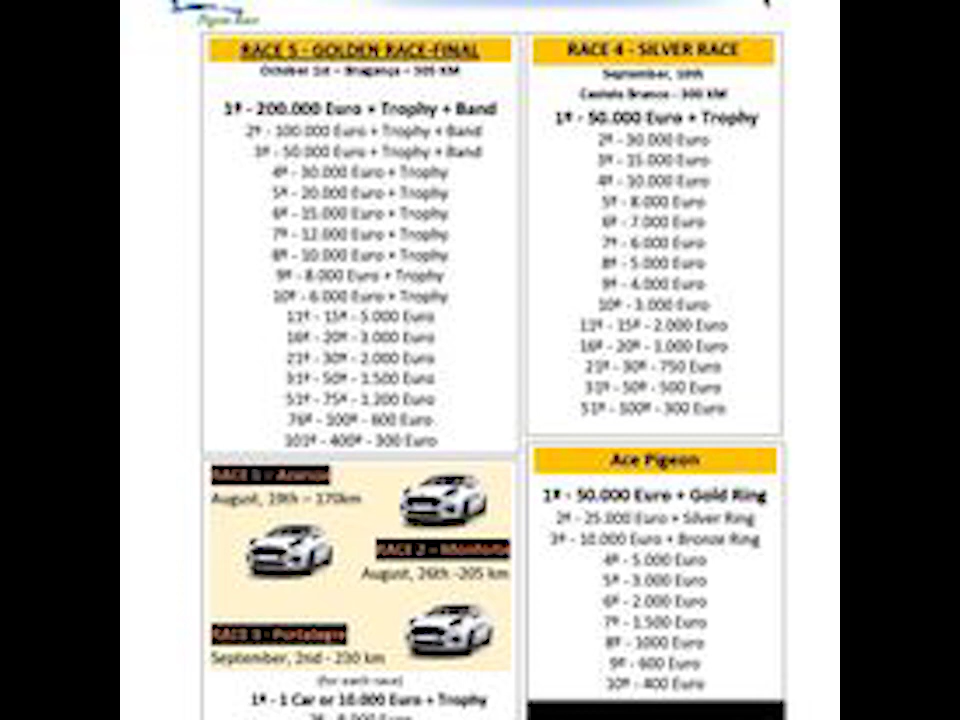 Pigeon Race
RACE 5 - GOLDEN RACE-FINAL
October 1st - Bragança - 505 KM
1º - 200.000 Euro + Trophy + Band
2º - 100.000 Euro + Trophy + Band
3º - 50.000 Euro + Trophy + Band
4º - 30.000 Euro + Trophy
5º - 20.000 Euro + Trophy
6º - 15.000 Euro + Trophy
7º - 12.000 Euro + Trophy
8º - 10.000 Euro + Trophy
9º - 8.000 Euro + Trophy
10º - 6.000 Euro + Trophy
11º - 15º - 5.000 Euro
16º - 20º - 3.000 Euro
21º - 30º - 2.000 Euro
31º - 50º - 1.500 Euro
51º - 75º - 1.200 Euro
76º - 100º - 600 Euro
101º - 400º - 300 Euro
RACE 4 - SILVER RACE
September,
Castelo Branco - 300 KM
1º - 50.000 Euro + Trophy
2º - 30.000 Euro
3º - 15.000 Euro
4º - 10.000 Euro
5º - 8.000 Euro
6º - 7.000 Euro
7º - 6.000 Euro
8º - 5.000 Euro
9º - 4.000 Euro
10º - 3.000 Euro
11º - 15º - 2.000 Euro
16º - 20º - 1.000 Euro
21º - 30º - 750 Euro
31º - 50º - 500 Euro
51º - 100º - 300 Euro
RACE 1 -
August, 19th – 170km
RACE 2 – Monforte
August, 26th -205 km
RACE 3 - Portalegre
September, 2nd - 230 km
(for each race)
1º - 1 Car or 10.000 Euro + Trophy
2º - 8.000 Euro
Ace Pigeon
1º - 50.000 Euro + Gold Ring
2º - 25.000 Euro + Silver Ring
3º - 10.000 Euro + Bronze Ring
4º - 5.000 Euro
5º - 3.000 Euro
6º - 2.000 Euro
7º - 1.500 Euro
8º - 1000 Euro
9º - 600 Euro
10º - 400 Euro